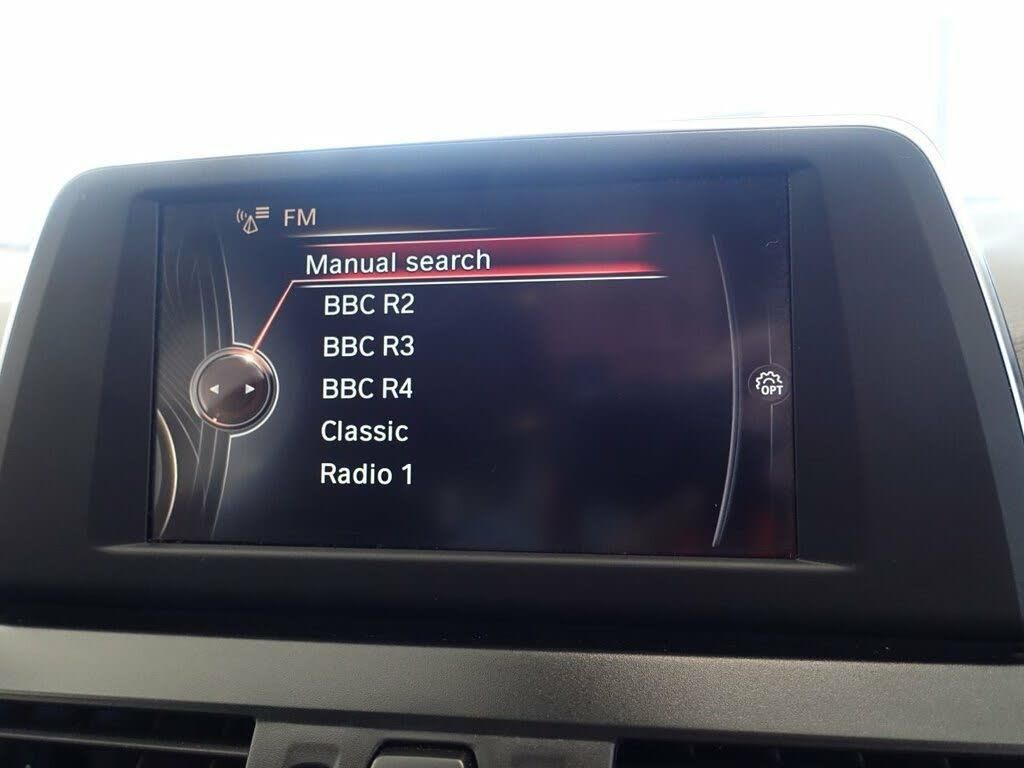 FM
Manual search
BBC R2
BBC R3
BBC R4
OPT
Classic
Radio 1